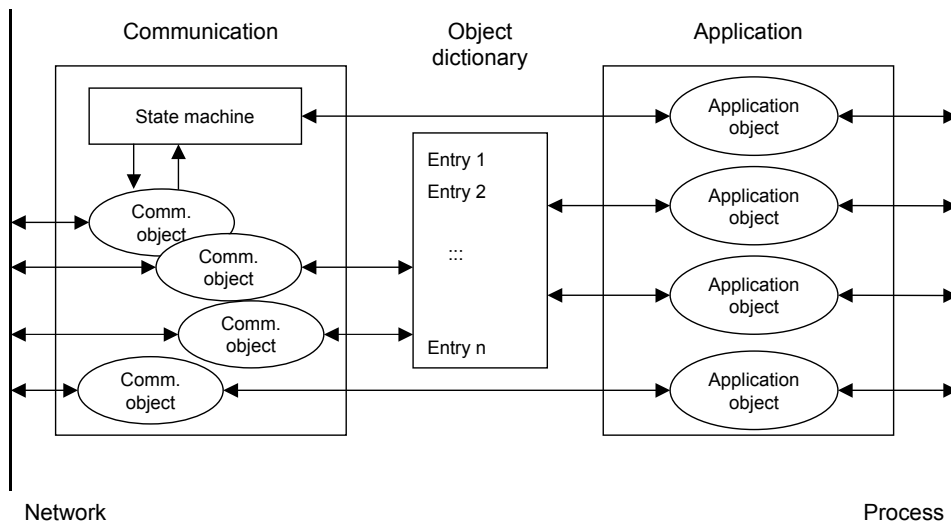 Communication
Object
dictionary
Application
State machine
Application
object
Entry 1
Entry 2
:::
Entry n
Comm.
object
Application
object
Comm.
object
Application
object
Comm.
object
Comm.
object
Application
object
Network
Process